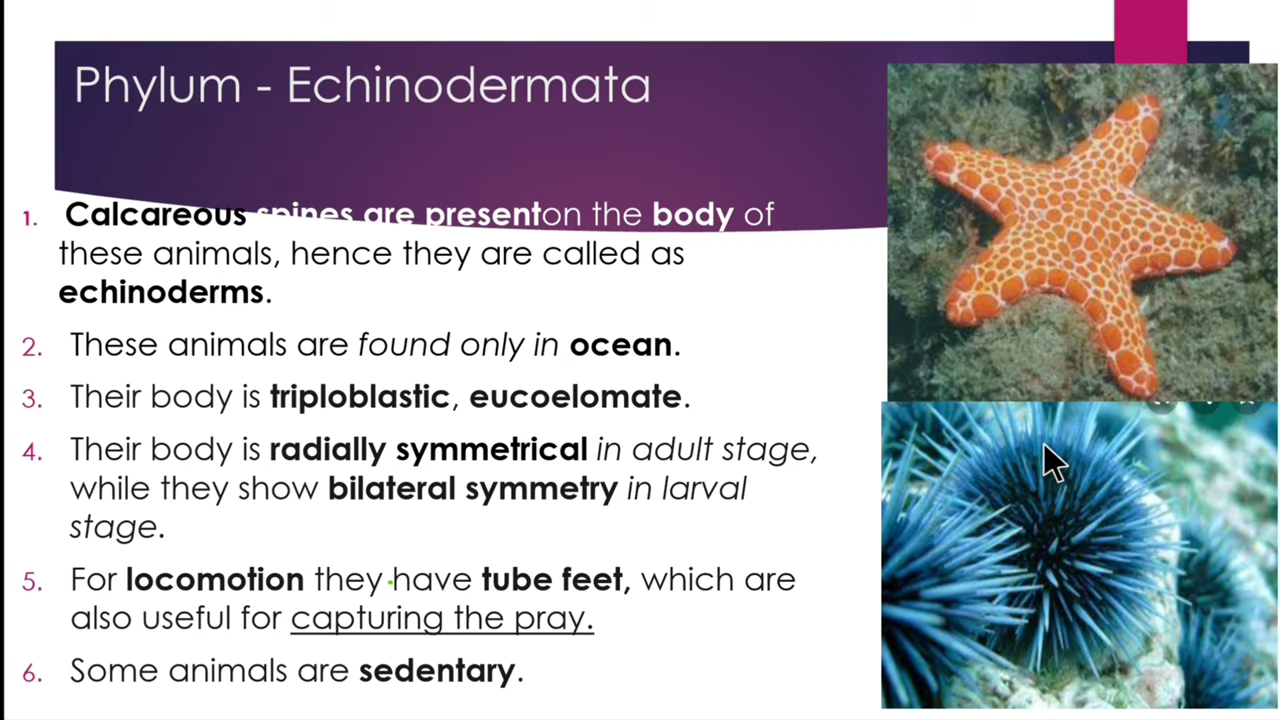 Phylum - Echinodermata
1. Calcareous spines are presenton the body of
these animals, hence they are called as
echinoderms.
2. These animals are found only in ocean.
3. Their body is triploblastic, eucoelomate.
4. Their body is radially symmetrical in adult stage,
while they show bilateral symmetry in larval
stage.
5. For locomotion they have tube feet, which are
also useful for capturing the pray.
6. Some animals are sedentary.